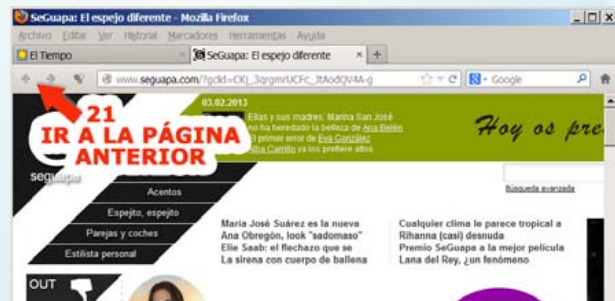 SeGuapa: El espejo diferente - Mozilla Firefox
Archivo Editar Ver Historial Marcadores Herramientas Ayuda
El Tiempo
SeGuapa: El espejo diferente
www.seguapa.com/?gclid=
Google
21
IR A LA PÁGINA
ANTERIOR
03.02.2013
Ellas y sus madres: Marina San José
no ha heredado la belleza de Ana Belén
El primer error de Eva González
Alba Carrillo ya los prefiere altos
Hoy os pre
seguapa
Búsqueda avanzada
Acentos
Espejito, espejito
Parejas y coches
Estilista personal
María José Suárez es la nueva
Ana Obregón, look "sadomaso"
Elie Saab: el flechazo que se
La sirena con cuerpo de ballena
Cualquier clima le parece tropical a
Rihanna (casi) desnuda
Premio SeGuapa a la mejor película
Lana del Rey, ¿un fenómeno
OUT